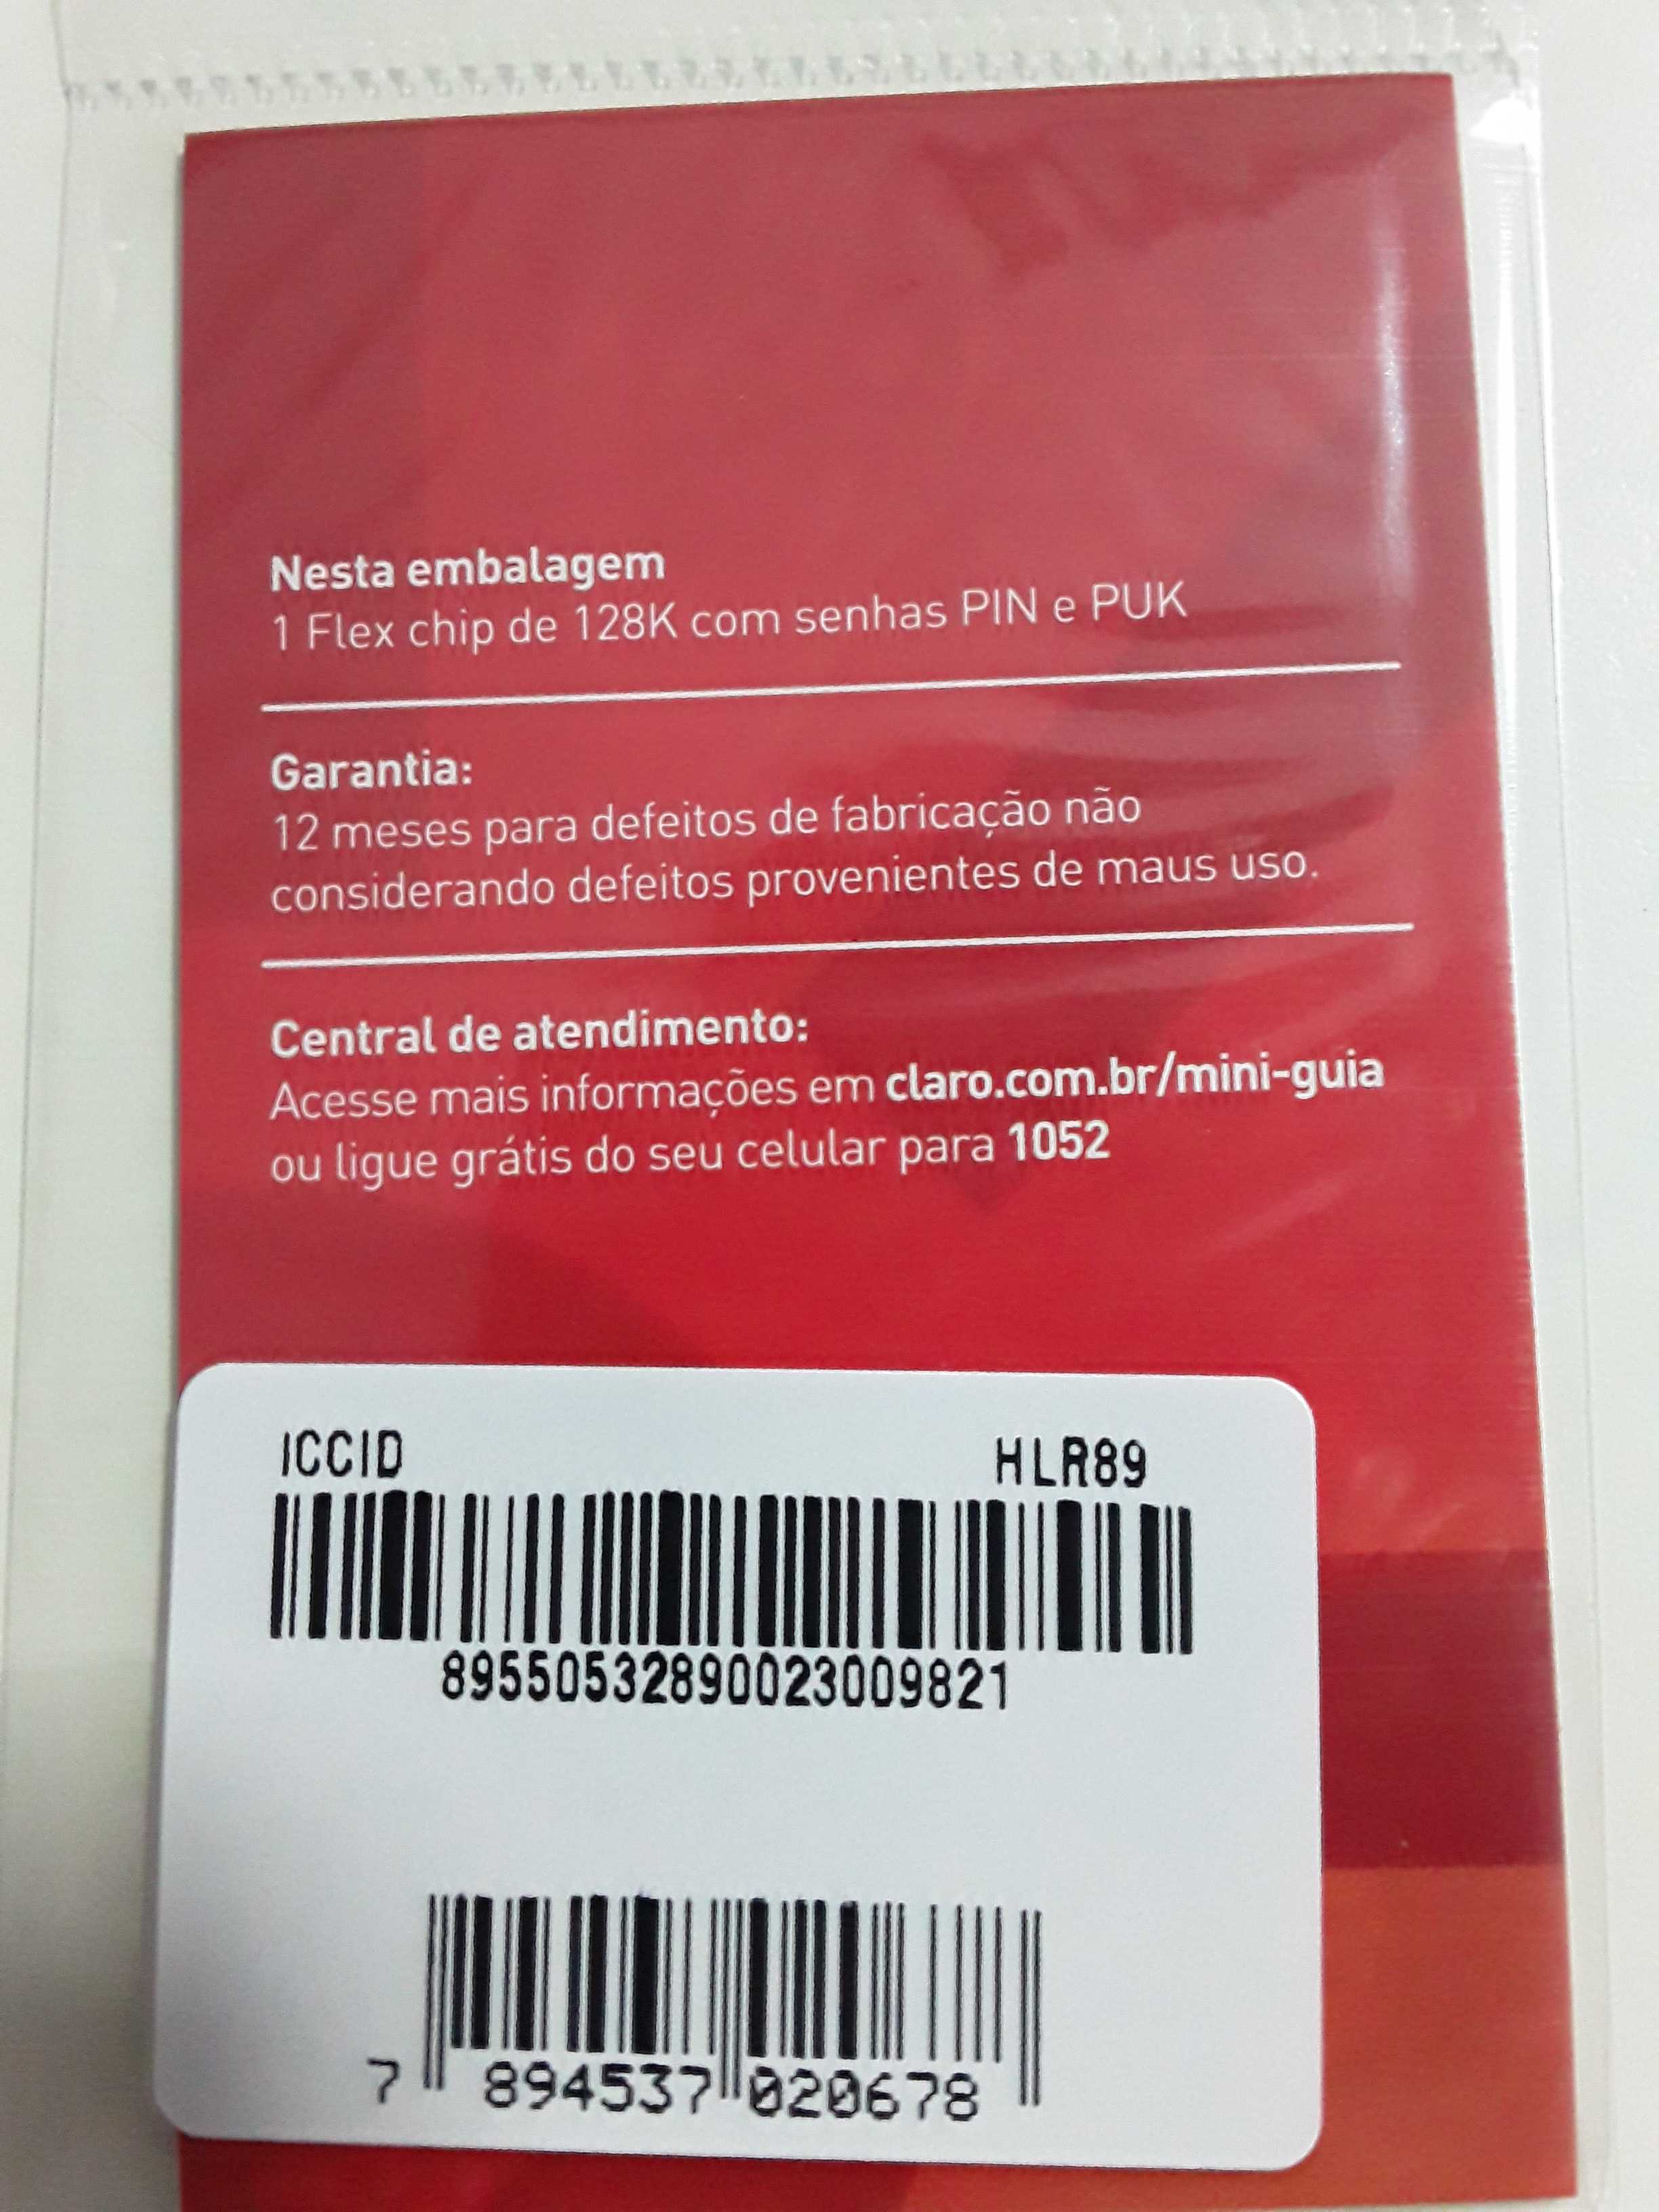 Nesta embalagem
1 Flex chip de 128K com senhas PIN e PUK
Garantia:
12 meses para defeitos de fabricação não
considerando defeitos provenientes de maus uso.
Central de atendimento:
Acesse mais informações em claro.com.br/mini-guia
ou ligue grátis do seu celular para 1052
ICCID HLR89
89550532890023009821
7 894537 020678